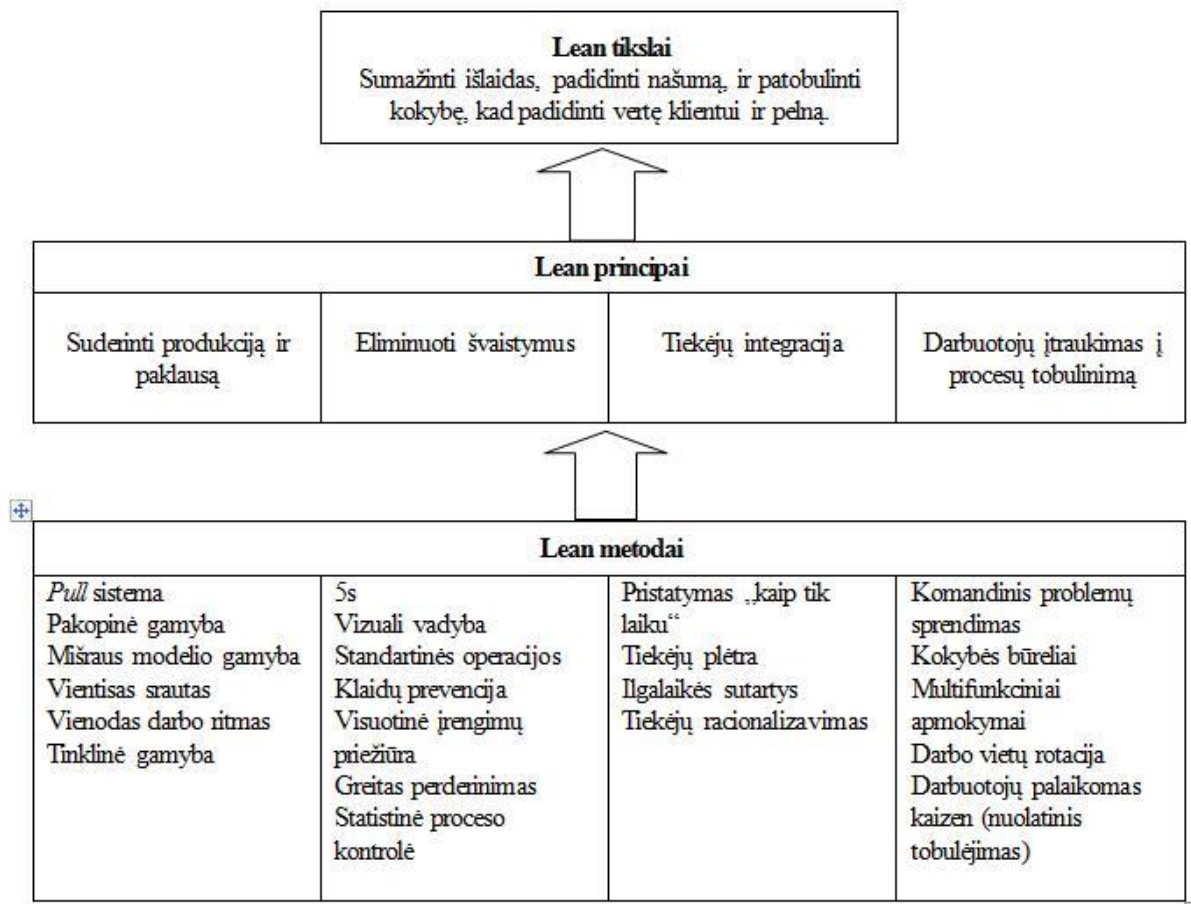 Lean tikslai
Sumažinti išlaidas, padidinti našumą, ir patobulinti
kokybę, kad padidinti vertę klientui ir pelną.
Lean principai
Suderinti produkciją ir
paklausą
Eliminuoti švaistymus
Tiekėjų integracija
Darbuotojų įtraukimas į
procesų tobulinimą
Lean metodai
Pull sistema
Pakopinė gamyba
Mišraus modelio gamyba
Vientisas srautas
Vienodas darbo ritmas
Tinklinė gamyba
5s
Vizuali vadyba
Standartinės operacijos
Klaidų prevencija
Visuotinė įrengimų
priežiūra
Greitas perderinimas
Statistinė proceso
kontrolė
Pristatymas „kaip tik
laiku“
Tiekėjų plėtra
Ilgalaikės sutartys
Tiekėjų racionalizavimas
Komandinis problemų
sprendimas
Kokybės būreliai
Multifunkciniai
apmokymai
Darbo vietų rotacija
Darbuotojų palaikomas
kaizen (nuolatinis
tobulėjimas)